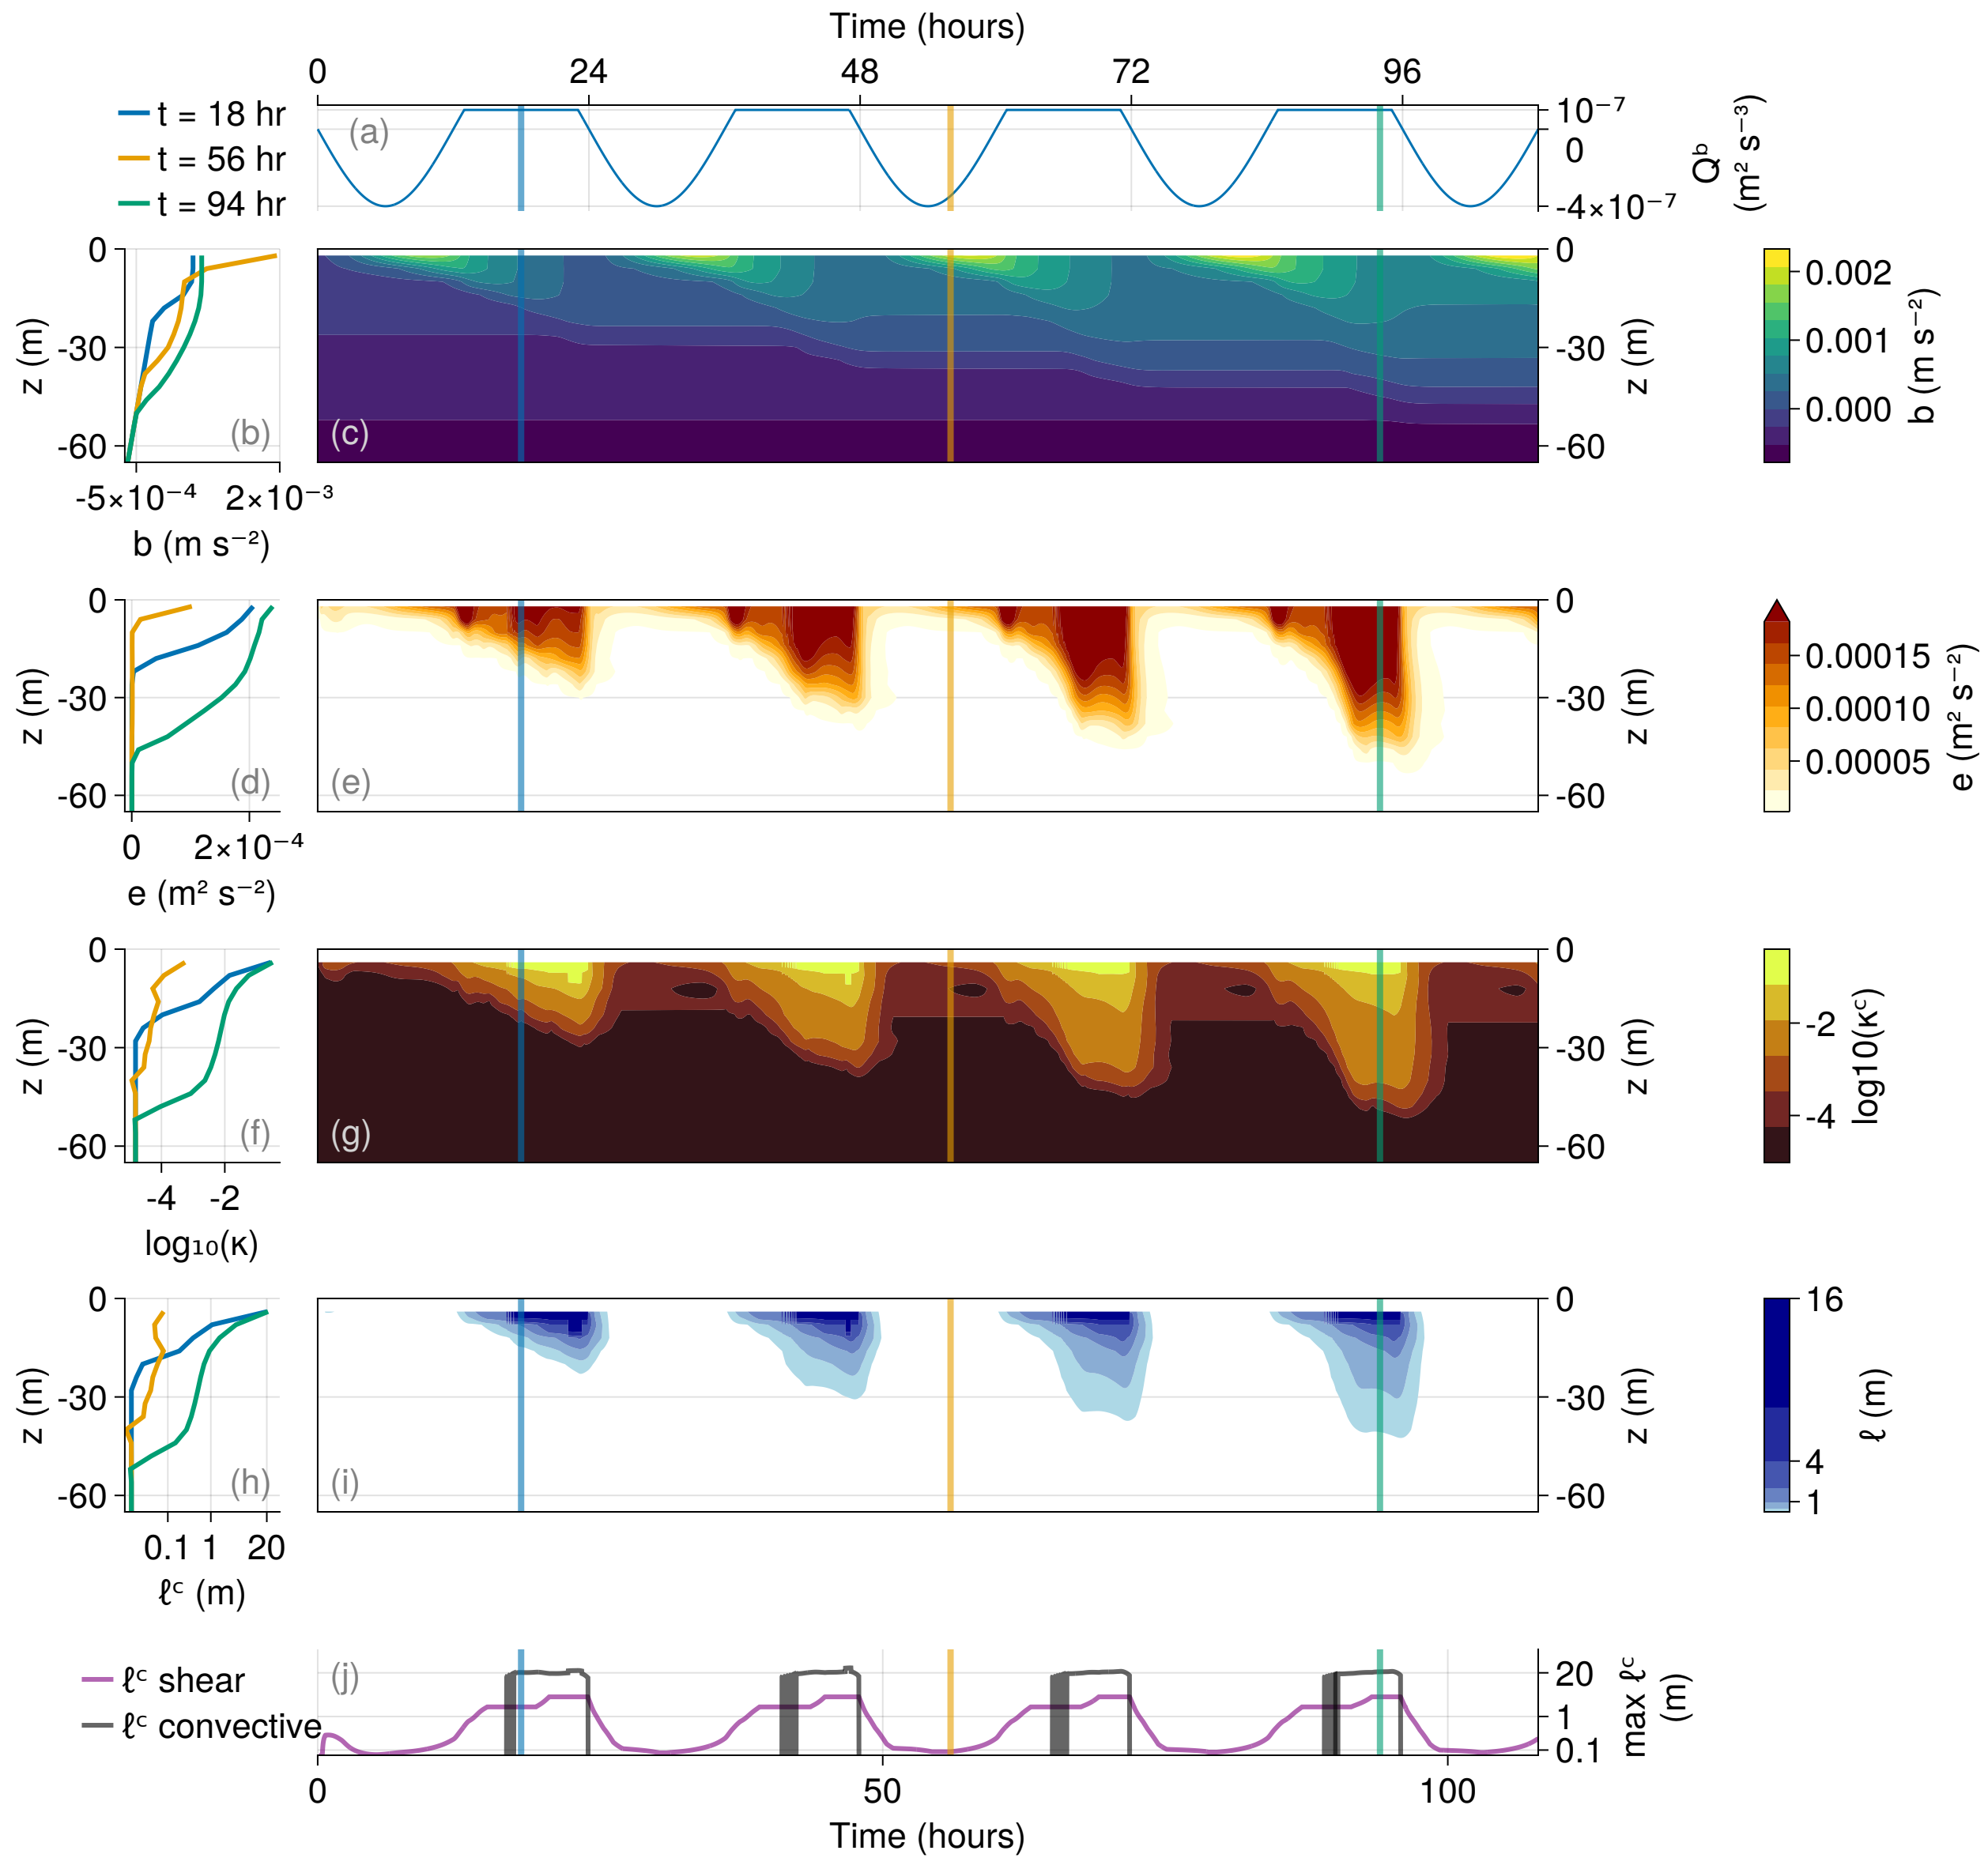 Time (hours)
0 24 48 72 96
t = 18 hr
t = 56 hr
t = 94 hr
(a)
10⁻⁷
0
-4×10⁻⁷
Qᵇ
(m² s⁻³)
0
-30
-60
z (m)
(b)
-5×10⁻⁴ 2×10⁻³
b (m s⁻²)
(c)
0
-30
-60
z (m)
0.002
0.001
0.000
b (m s⁻²)
0
-30
-60
z (m)
(d)
0 2×10⁻⁴
e (m² s⁻²)
(e)
0
-30
-60
z (m)
0.00015
0.00010
0.00005
e (m² s⁻²)
0
-30
-60
z (m)
(f)
-4 -2
log₁₀(κ)
(g)
0
-30
-60
z (m)
-2
-4
log10(κᶜ)
0
-30
-60
z (m)
(h)
0.1 1 20
ℓᶜ (m)
(i)
0
-30
-60
z (m)
16
4
1
ℓ (m)
ℓᶜ shear
ℓᶜ convective
(j)
20
1
0.1
max ℓᶜ
(m)
0 50 100
Time (hours)